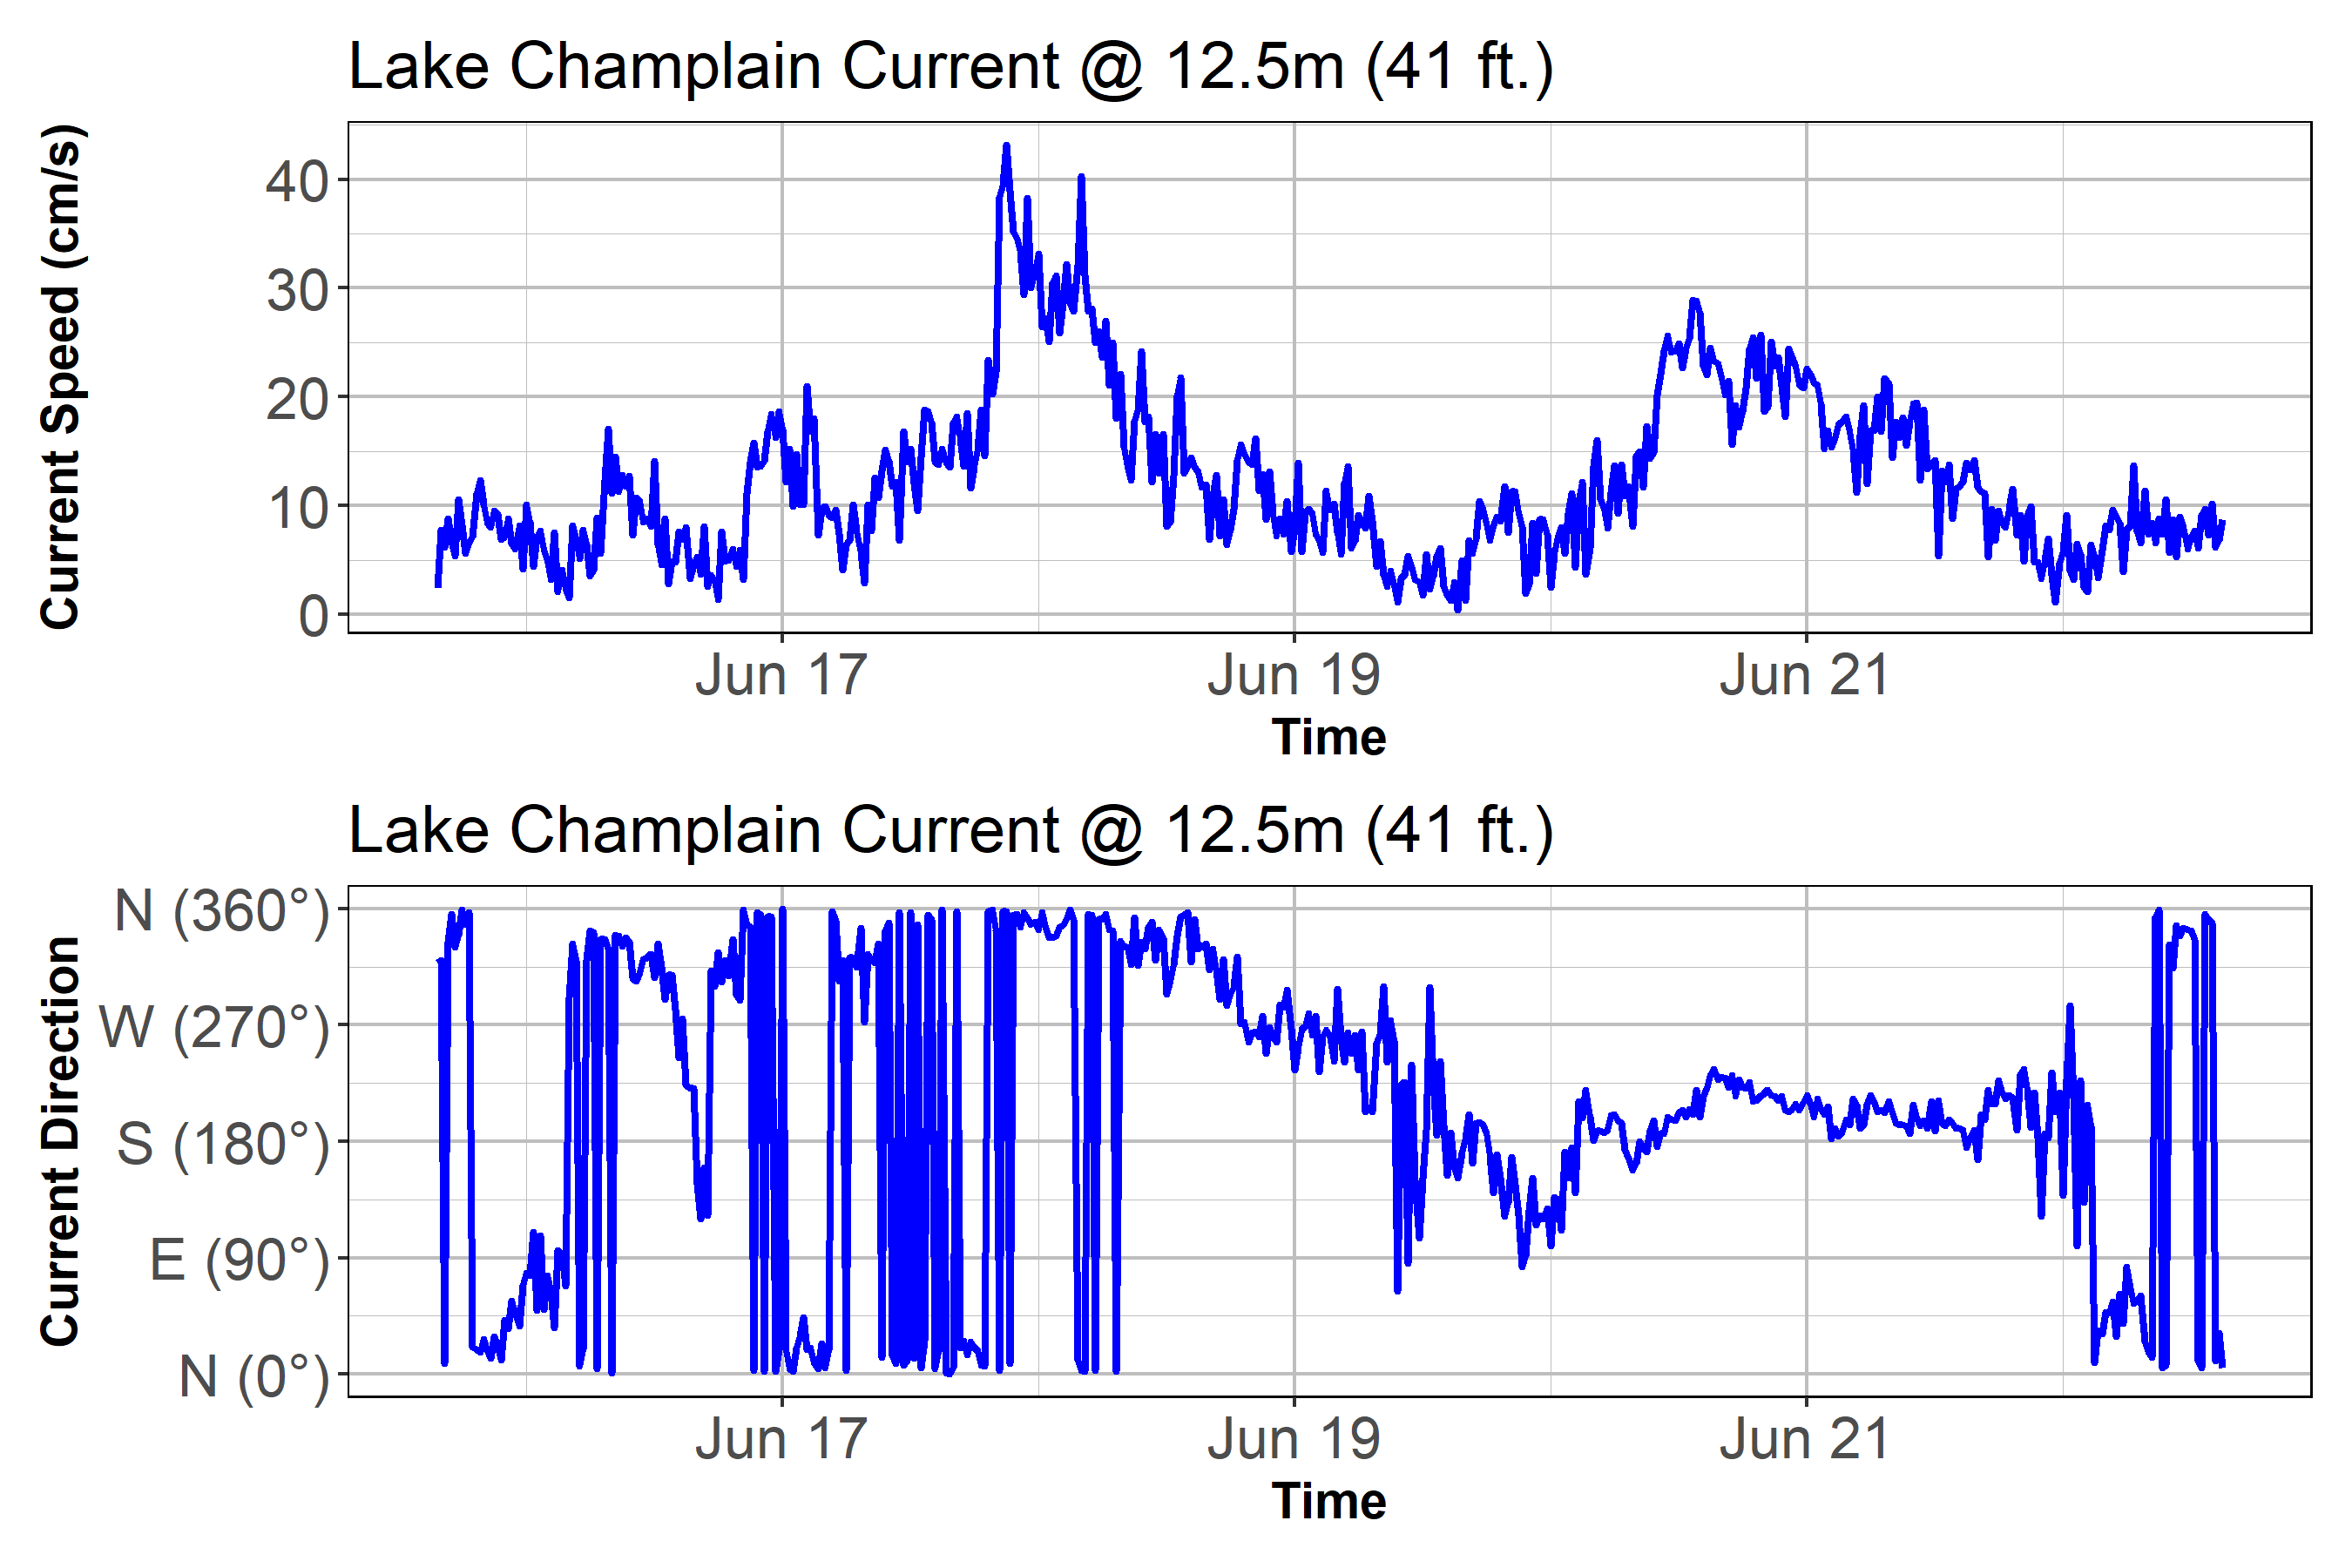 Lake Champlain Current @ 12.5m (41 ft.)
Current Speed (cm/s)
40
30
20
10
0
Jun 17 Jun 19 Jun 21
Time
Lake Champlain Current @ 12.5m (41 ft.)
Current Direction
N (360°)
W (270°)
S (180°)
E (90°)
N (0°)
Jun 17 Jun 19 Jun 21
Time